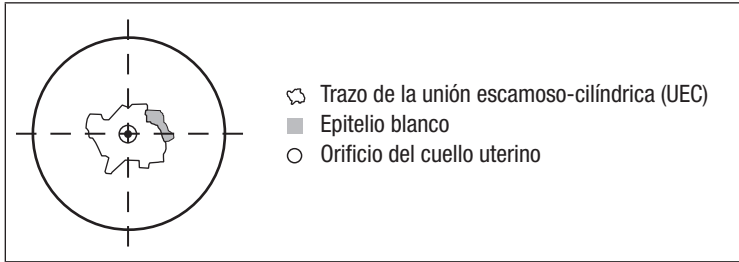 Trazo de la unión escamoso-cilíndrica (UEC)
Epitelio blanco
Orificio del cuello uterino